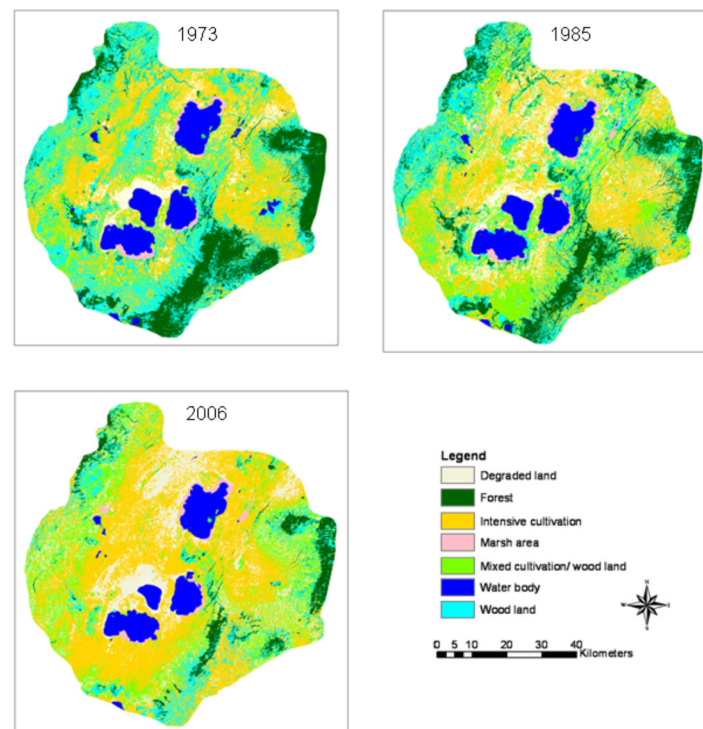 1973
1985
2006
Legend
Degraded land
Forest
Intensive cultivation
Marsh area
Mixed cultivation/ wood land
Water body
Wood land
N
W
S
0 5 10 20 30 40
Kilometers